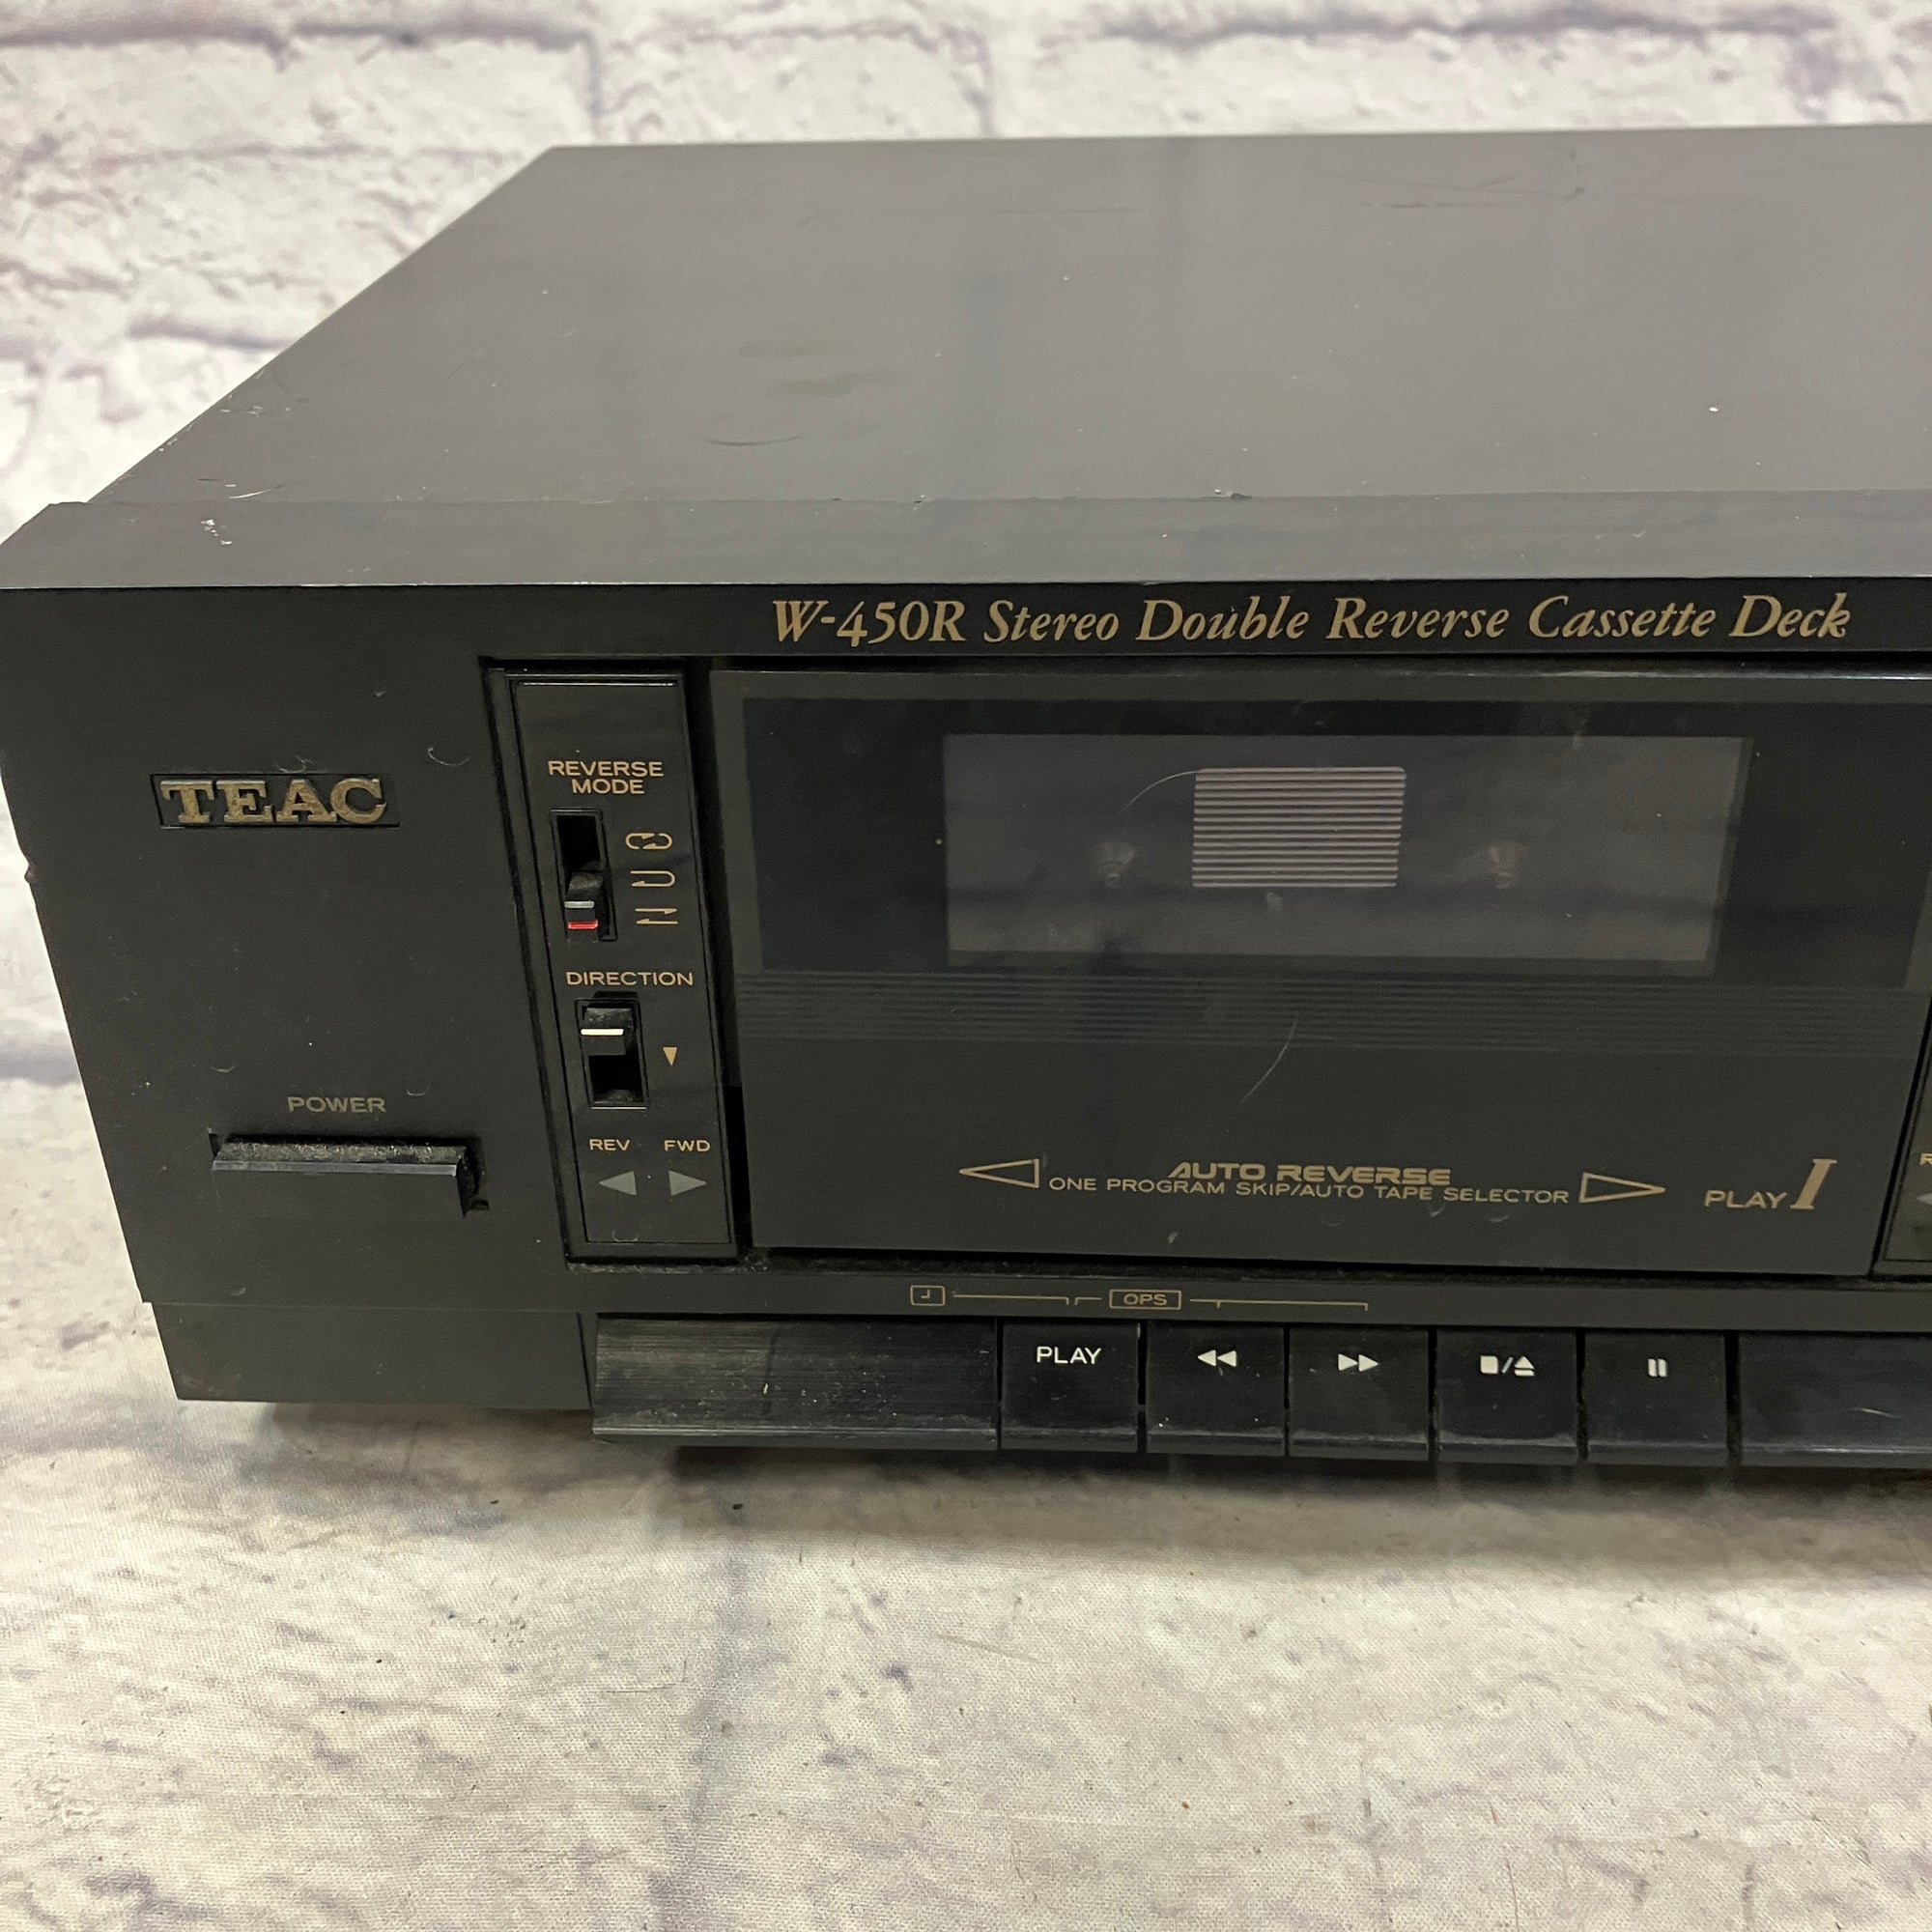 W-450R Stereo Double Reverse Cassette Deck
TEAC
REVERSE
MODE
DIRECTION
POWER
REV FWD
AUTO REVERSE
ONE PROGRAM SKIP/AUTO TAPE SELECTOR
PLAY I
OPS
PLAY